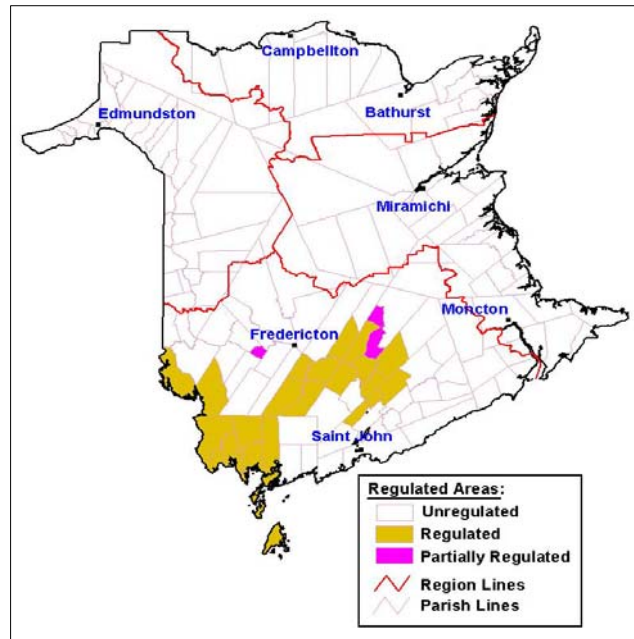 Campbellton
Bathurst
Edmundston
Miramichi
Moncton
Fredericton
Saint John
Regulated Areas:
Unregulated
Regulated
Partially Regulated
Region Lines
Parish Lines